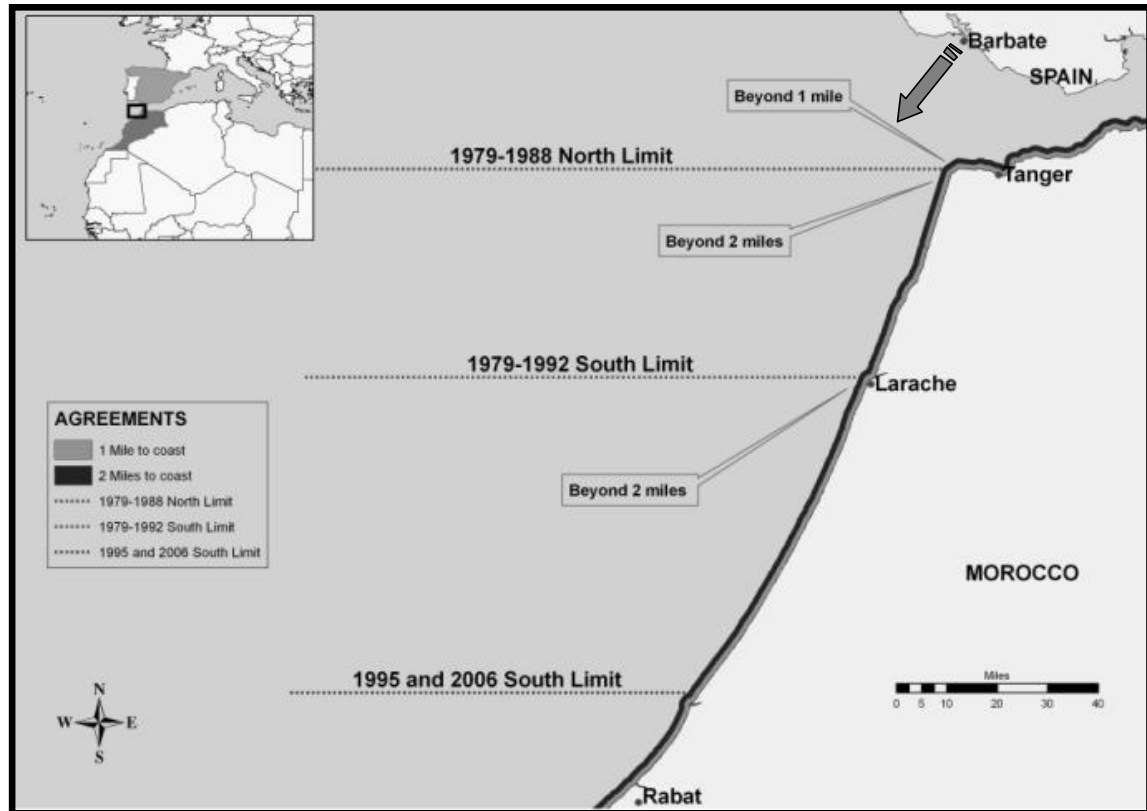 Barbate
SPAIN
Beyond 1 mile
1979-1988 North Limit
Tanger
Beyond 2 miles
1979-1992 South Limit
Larache
AGREEMENTS
1 Mile to coast
2 Miles to coast
1979-1988 North Limit
1979-1992 South Limit
1995 and 2006 South Limit
Beyond 2 miles
MOROCCO
1995 and 2006 South Limit
Miles
0 5 10 20 30 40
N
W E
S
Rabat